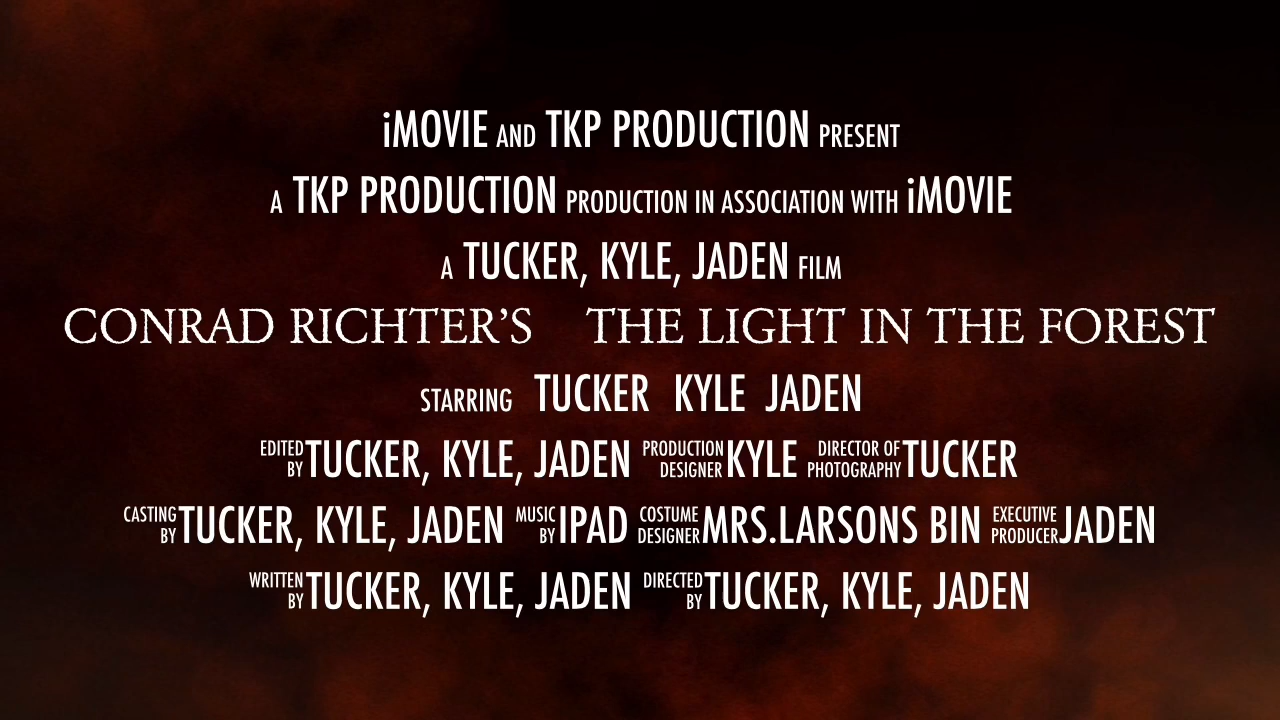 iMOVIE AND TKP PRODUCTION PRESENT
A TKP PRODUCTION PRODUCTION IN ASSOCIATION WITH iMOVIE
A TUCKER, KYLE, JADEN FILM
CONRAD RICHTER'S THE LIGHT IN THE FOREST
STARRING TUCKER KYLE JADEN
EDITED BY TUCKER, KYLE, JADEN PRODUCTION DESIGNER KYLE DIRECTOR OF PHOTOGRAPHY TUCKER
CASTING BY TUCKER, KYLE, JADEN MUSIC BY IPAD COSTUME DESIGNER MRS.LARSONS BIN EXECUTIVE PRODUCER JADEN
WRITTEN BY TUCKER, KYLE, JADEN DIRECTED BY TUCKER, KYLE, JADEN